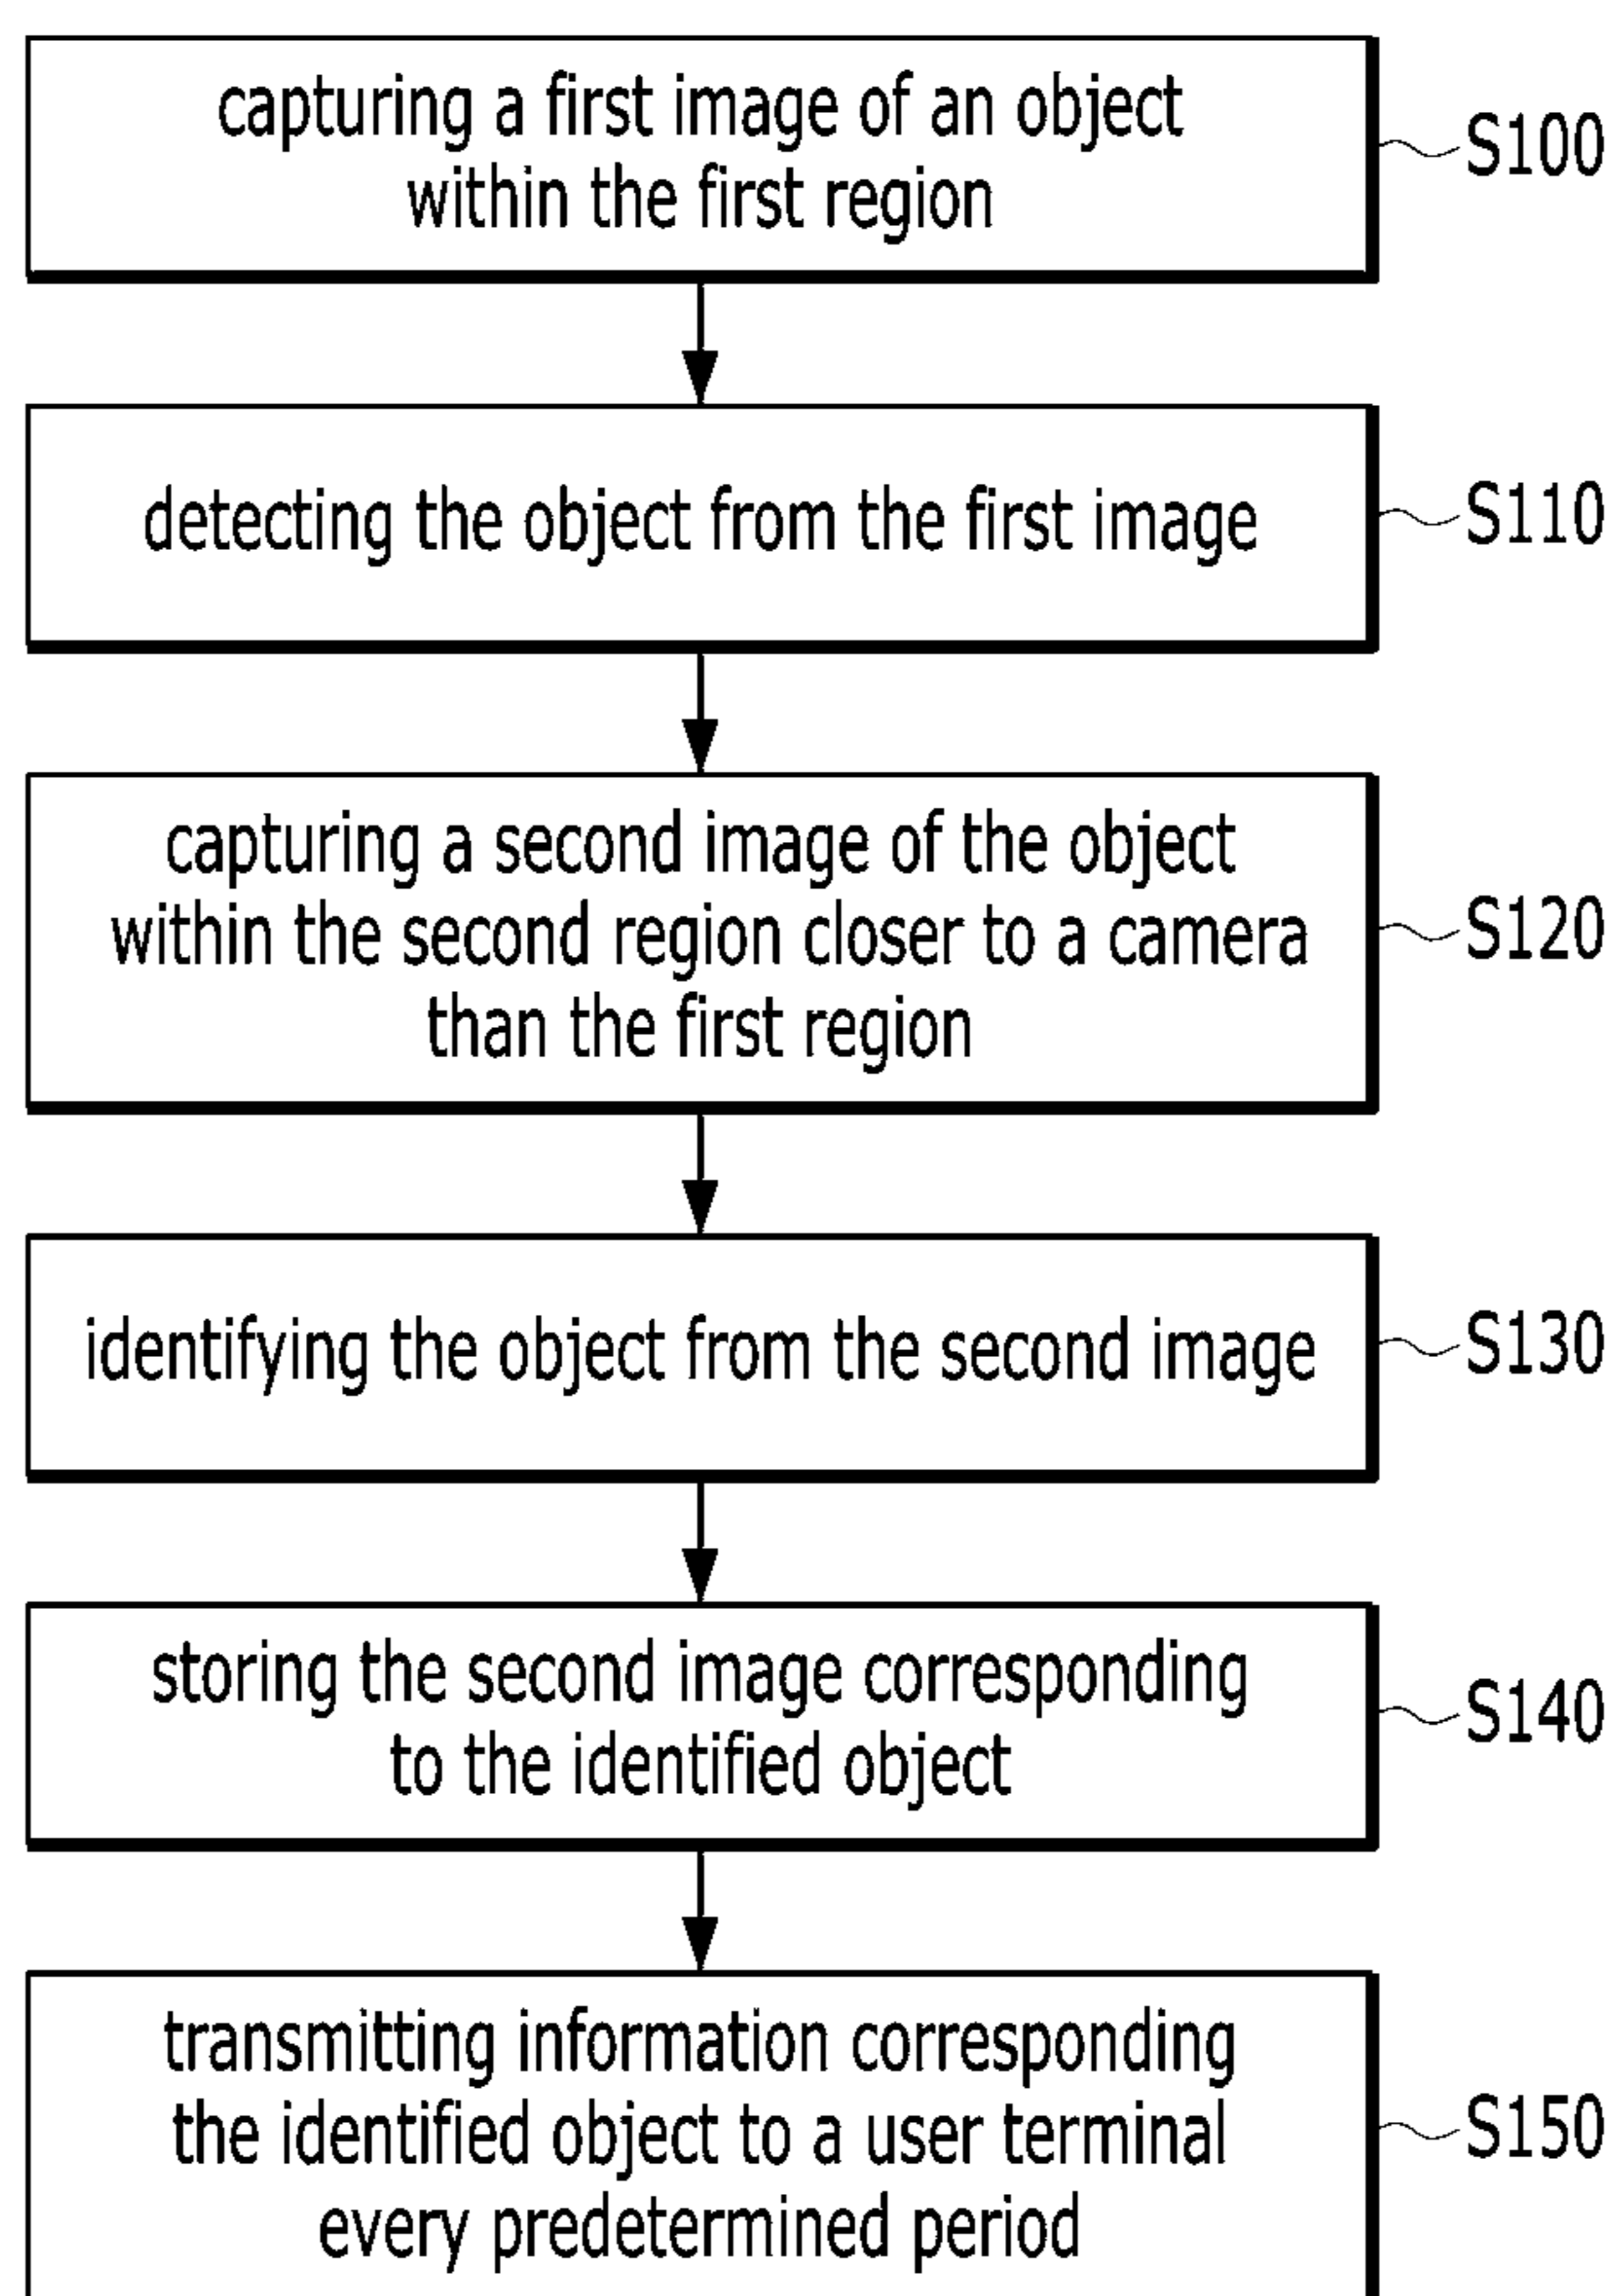 capturing a first image of an object
within the first region
S100
detecting the object from the first image
S110
capturing a second image of the object
within the second region closer to a camera
than the first region
S120
identifying the object from the second image
S130
storing the second image corresponding
to the identified object
S140
transmitting information corresponding
the identified object to a user terminal
every predetermined period
S150